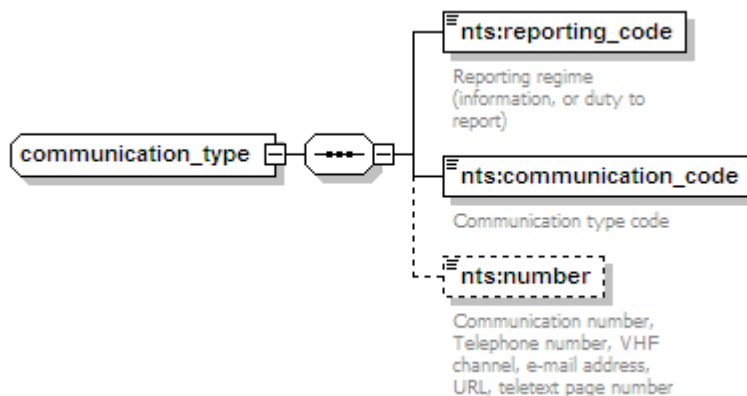 nts:reporting_code
Reporting regime
(information, or duty to
report)
communication_type
nts:communication_code
Communication type code
nts:number
Communication number,
Telephone number, VHF
channel, e-mail address,
URL, teletext page number